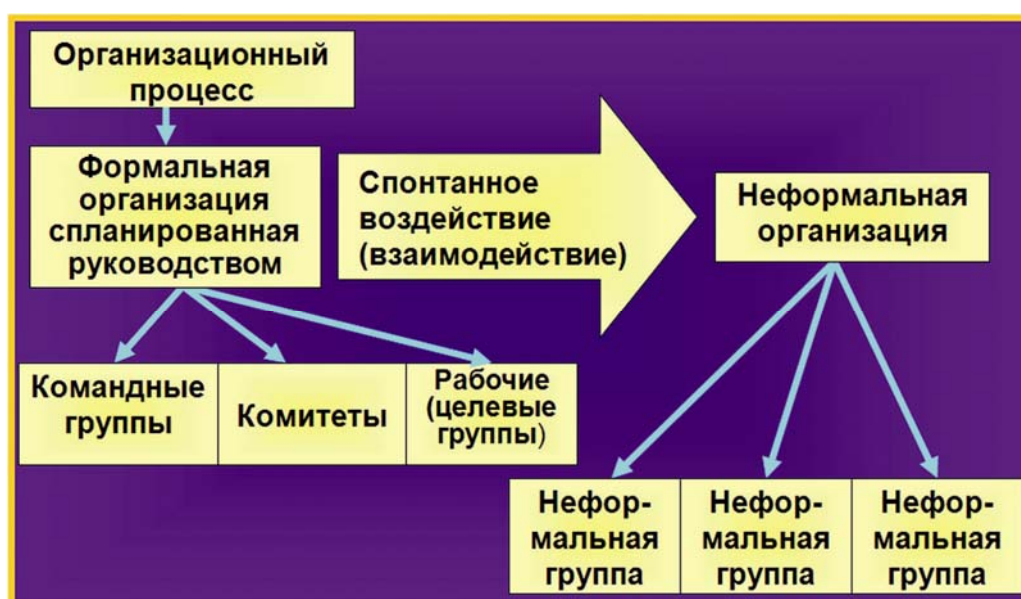 Организационный
процесс
Формальная
организация
спланированная
руководством
Спонтанное
воздействие
(взаимодействие)
Неформальная
организация
Командные
группы
Комитеты
Рабочие
(целевые
группы)
Нефор-
мальная
группа
Нефор-
мальная
группа
Нефор-
мальная
группа